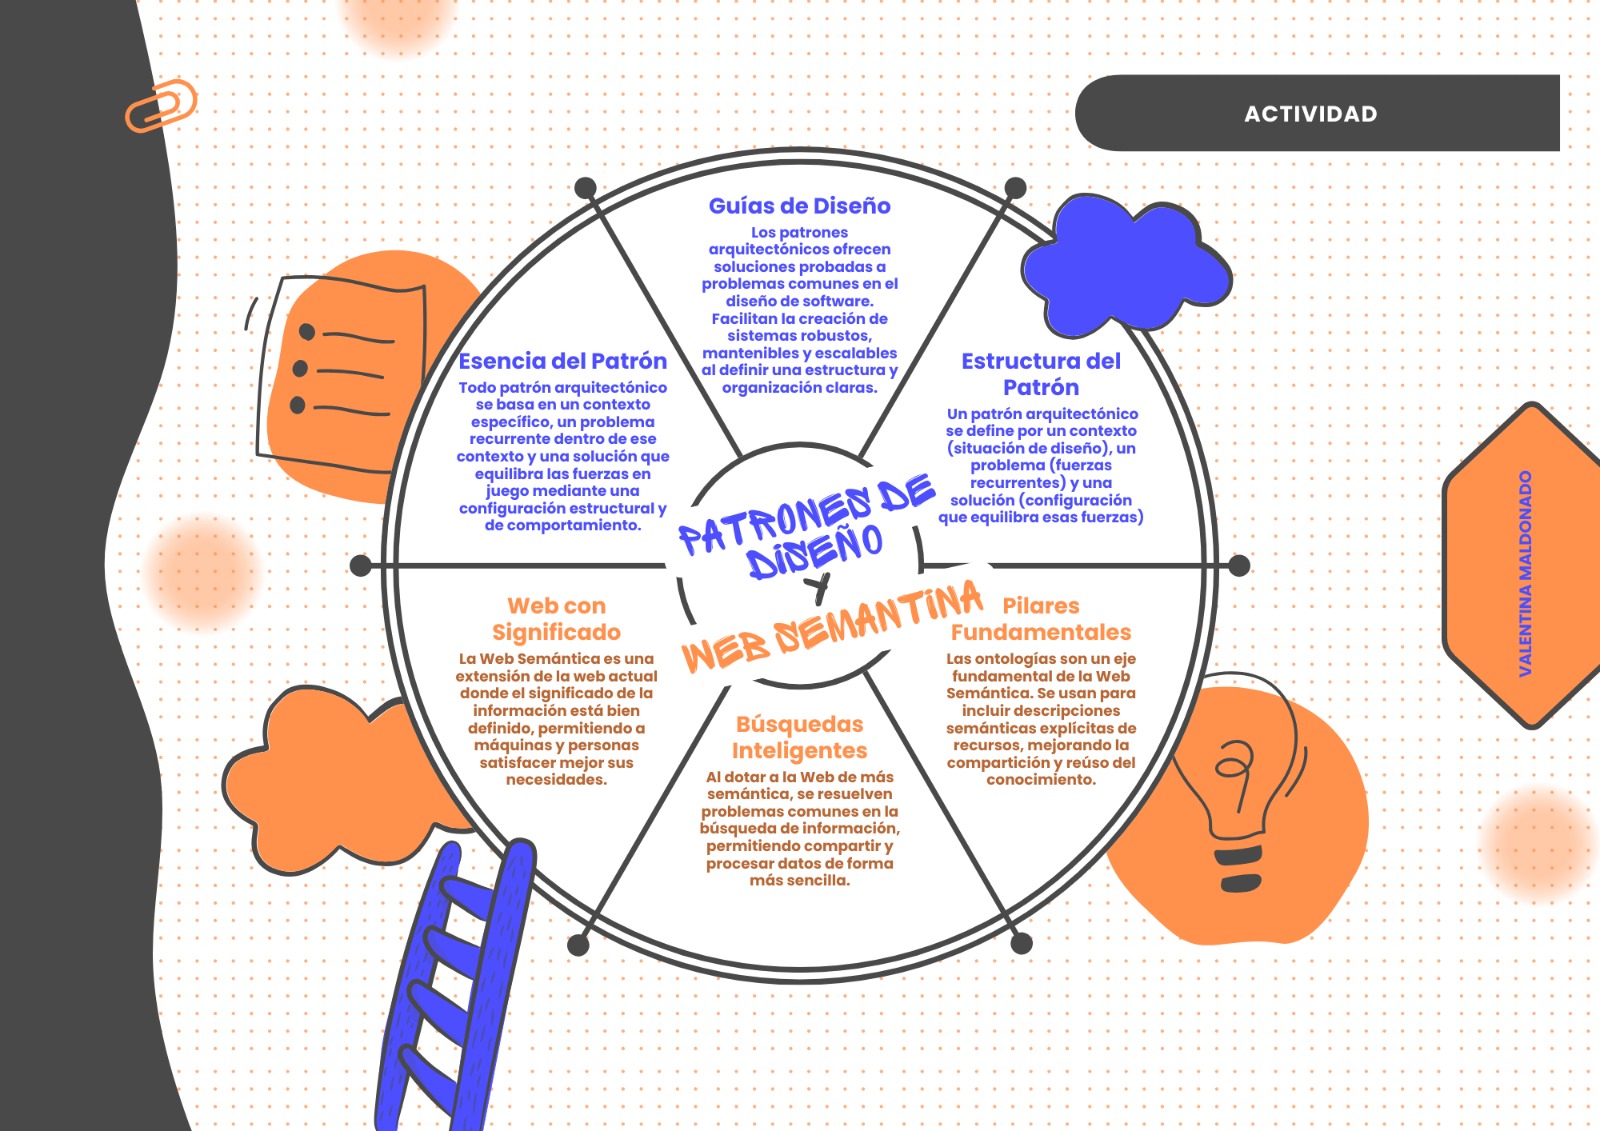 ACTIVIDAD
Guías de Diseño
Los patrones
arquitectónicos ofrecen
soluciones probadas a
problemas comunes en el
diseño de software.
Facilitan la creación de
sistemas robustos,
mantenibles y escalables
al definir una estructura y
organización claras.
Esencia del Patrón
Todo patrón arquitectónico
se basa en un contexto
específico, un problema
recurrente dentro de ese
contexto y una solución que
equilibra las fuerzas en
juego mediante una
configuración estructural y
de comportamiento.
Estructura del
Patrón
Un patrón arquitectónico
se define por un contexto
(situación de diseño), un
problema (fuerzas
recurrentes) y una
solución (configuración
que equilibra esas fuerzas)
PATRONES DE
DISEÑO
Y
WEB SEMANTINA
Web con
Significado
La Web Semántica es una
extensión de la web actual
donde el significado de la
información está bien
definido, permitiendo a
máquinas y personas
satisfacer mejor sus
necesidades.
Búsquedas
Inteligentes
Al dotar a la Web de más
semántica, se resuelven
problemas comunes en la
búsqueda de información,
permitiendo compartir y
procesar datos de forma
más sencilla.
Pilares
Fundamentales
Las ontologías son un eje
fundamental de la Web
Semántica. Se usan para
incluir descripciones
semánticas explícitas de
recursos, mejorando la
compartición y reúso del
conocimiento.
VALENTINA MALDONADO